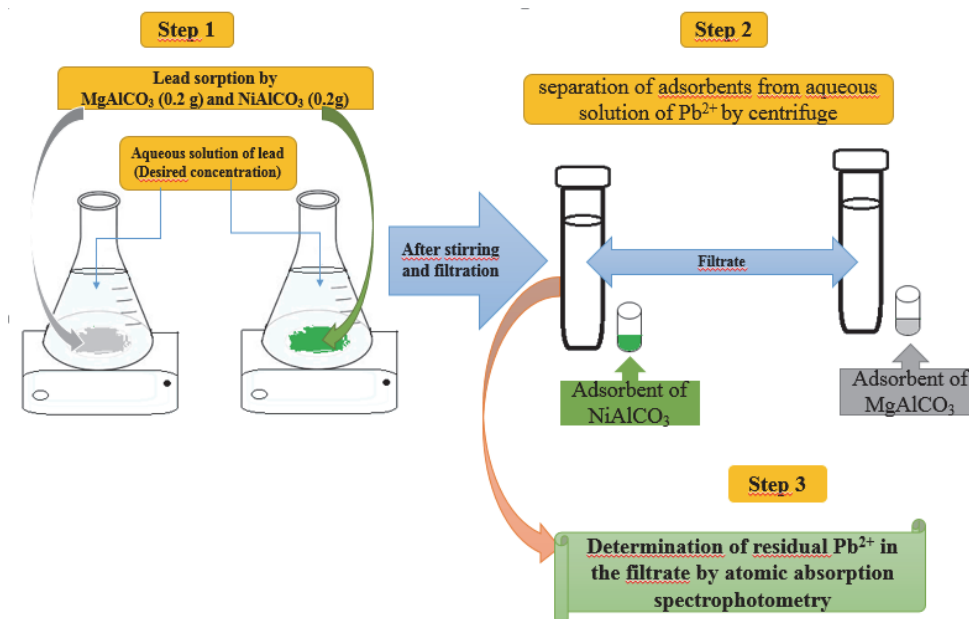 Step 1
Lead sorption by
MgAlCO₃ (0.2 g) and NiAlCO₃ (0.2g)
Aqueous solution of lead
(Desired concentration)
After stirring
and filtration
Step 2
separation of adsorbents from aqueous
solution of Pb²⁺ by centrifuge
Filtrate
Adsorbent of
NiAlCO₃
Adsorbent of
MgAlCO₃
Step 3
Determination of residual Pb²⁺ in
the filtrate by atomic absorption
spectrophotometry